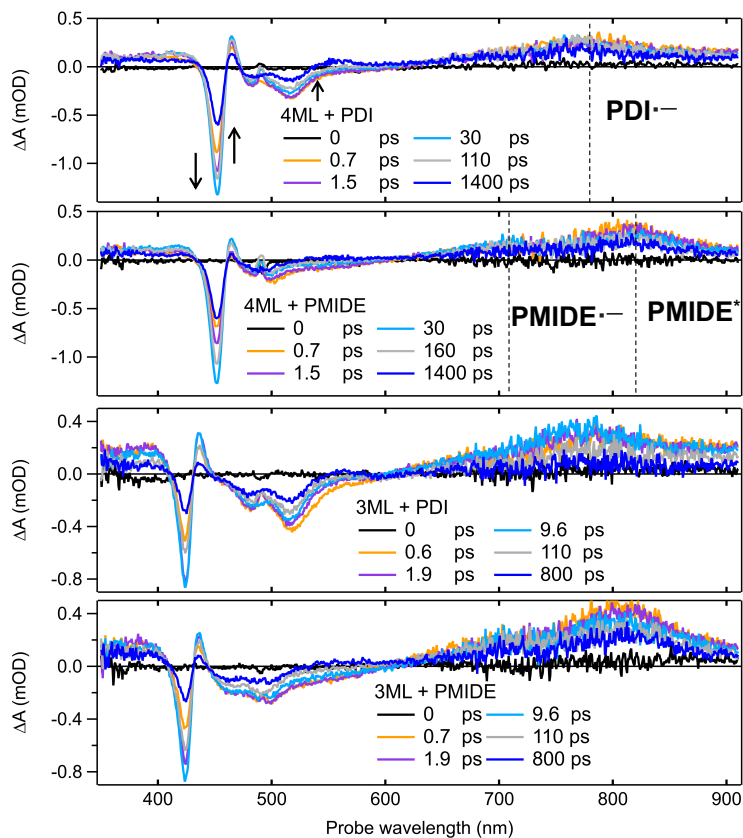 0.5
0.0
-0.5
-1.0
ΔA (mOD)
4ML + PDI
0 ps 30 ps
0.7 ps 110 ps
1.5 ps 1400 ps
PDI·–
0.5
0.0
-0.5
-1.0
ΔA (mOD)
4ML + PMIDE
0 ps 30 ps
0.7 ps 160 ps
1.5 ps 1400 ps
PMIDE·–
PMIDE*
0.4
0.0
-0.4
-0.8
ΔA (mOD)
3ML + PDI
0 ps 9.6 ps
0.6 ps 110 ps
1.9 ps 800 ps
0.4
0.0
-0.4
-0.8
ΔA (mOD)
3ML + PMIDE
0 ps 9.6 ps
0.7 ps 110 ps
1.9 ps 800 ps
400 500 600 700 800 900
Probe wavelength (nm)